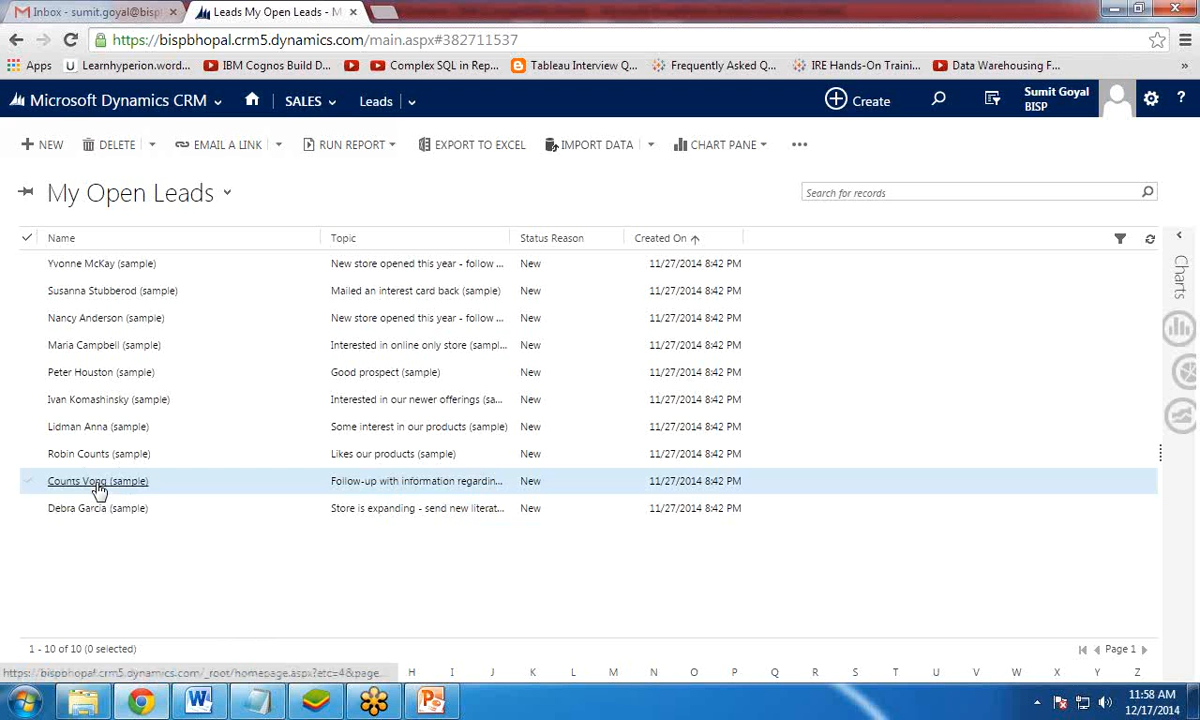 Inbox - sumit.goyal@bisp
Leads My Open Leads - M
https://bispbhopal.crm5.dynamics.com/main.aspx#382711537
Apps Learnhyperion.word... IBM Cognos Build D... Complex SQL in Rep... Tableau Interview Q... Frequently Asked Q... IRE Hands-On Traini... Data Warehousing F... »
Microsoft Dynamics CRM SALES Leads Create Sumit Goyal ?
BISP
NEW DELETE EMAIL A LINK RUN REPORT EXPORT TO EXCEL IMPORT DATA CHART PANE
My Open Leads
Search for records
Name Topic Status Reason Created On
Charts
Yvonne McKay (sample) New store opened this year - follow ... New 11/27/2014 8:42 PM
Susanna Stubberod (sample) Mailed an interest card back (sample) New 11/27/2014 8:42 PM
Nancy Anderson (sample) New store opened this year - follow ... New 11/27/2014 8:42 PM
Maria Campbell (sample) Interested in online only store (sampl... New 11/27/2014 8:42 PM
Peter Houston (sample) Good prospect (sample) New 11/27/2014 8:42 PM
Ivan Komashinsky (sample) Interested in our newer offerings (sa... New 11/27/2014 8:42 PM
Lidman Anna (sample) Some interest in our products (sample) New 11/27/2014 8:42 PM
Robin Counts (sample) Likes our products (sample) New 11/27/2014 8:42 PM
Counts Vong (sample) Follow-up with information regardin... New 11/27/2014 8:42 PM
Debra Garcia (sample) Store is expanding - send new literat... New 11/27/2014 8:42 PM
1 - 10 of 10 (0 selected) Page 1
https://bispbhopal.crm5.dynamics.com/_root/homepage.aspx?etc=4&page... H I J K L M N O P Q R S T U V W X Y Z
11:58 AM
12/17/2014